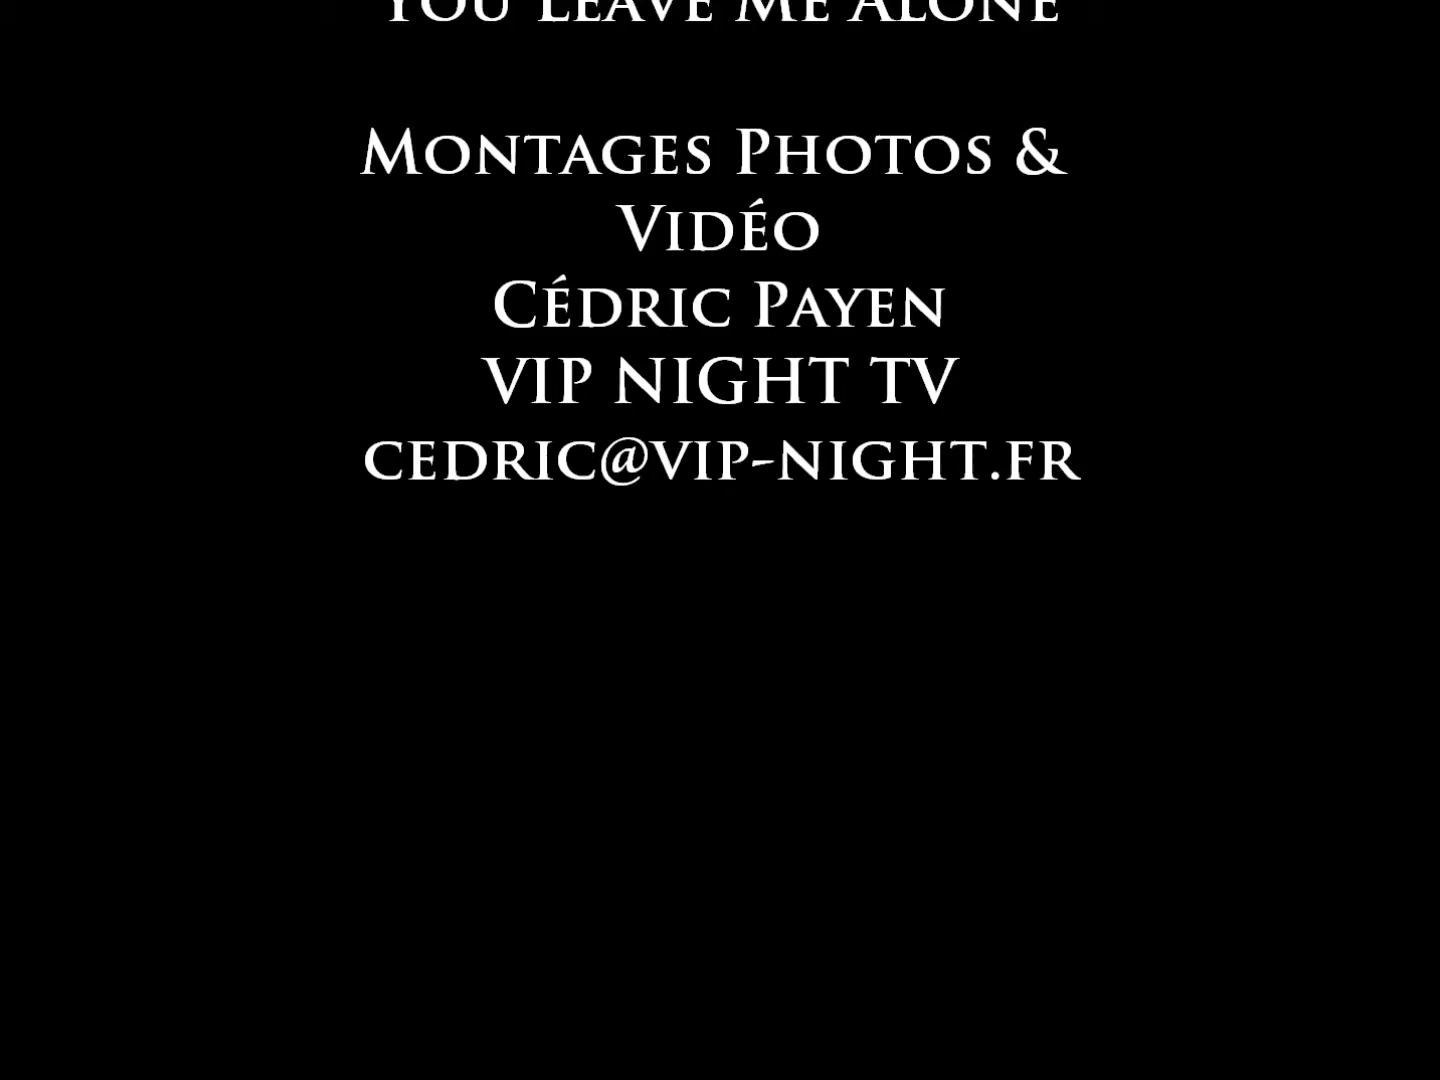 You Leave Me Alone
Montages Photos &
Vidéo
Cédric Payen
VIP NIGHT TV
cedric@vip-night.fr